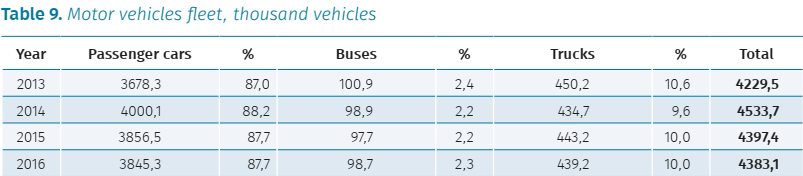 Table 9. Motor vehicles fleet, thousand vehicles
Year Passenger cars % Buses % Trucks % Total
2013 3678,3 87,0 100,9 2,4 450,2 10,6 4229,5
2014 4000,1 88,2 98,9 2,2 434,7 9,6 4533,7
2015 3856,5 87,7 97,7 2,2 443,2 10,0 4397,4
2016 3845,3 87,7 98,7 2,3 439,2 10,0 4383,1